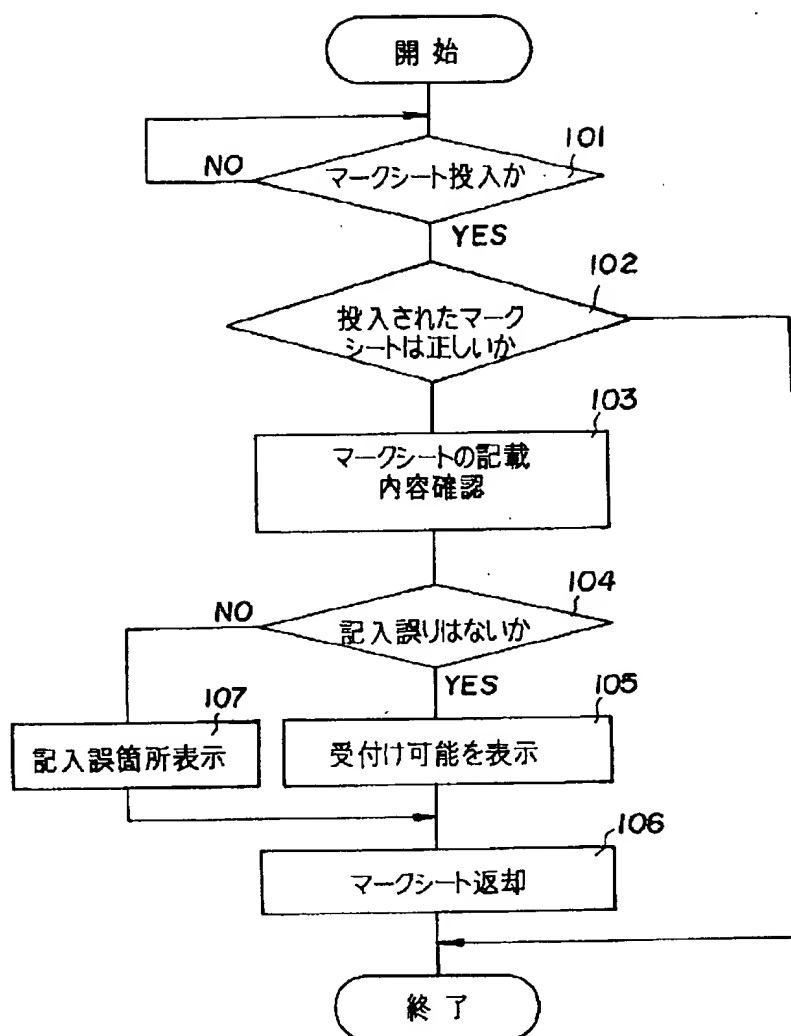 開始
101
NO
マークシート投入か
YES
102
投入されたマーク
シートは正しいか
103
マークシートの記載
内容確認
104
NO
記入誤りはないか
YES
107
105
記入誤箇所表示
受付け可能を表示
106
マークシート返却
終了